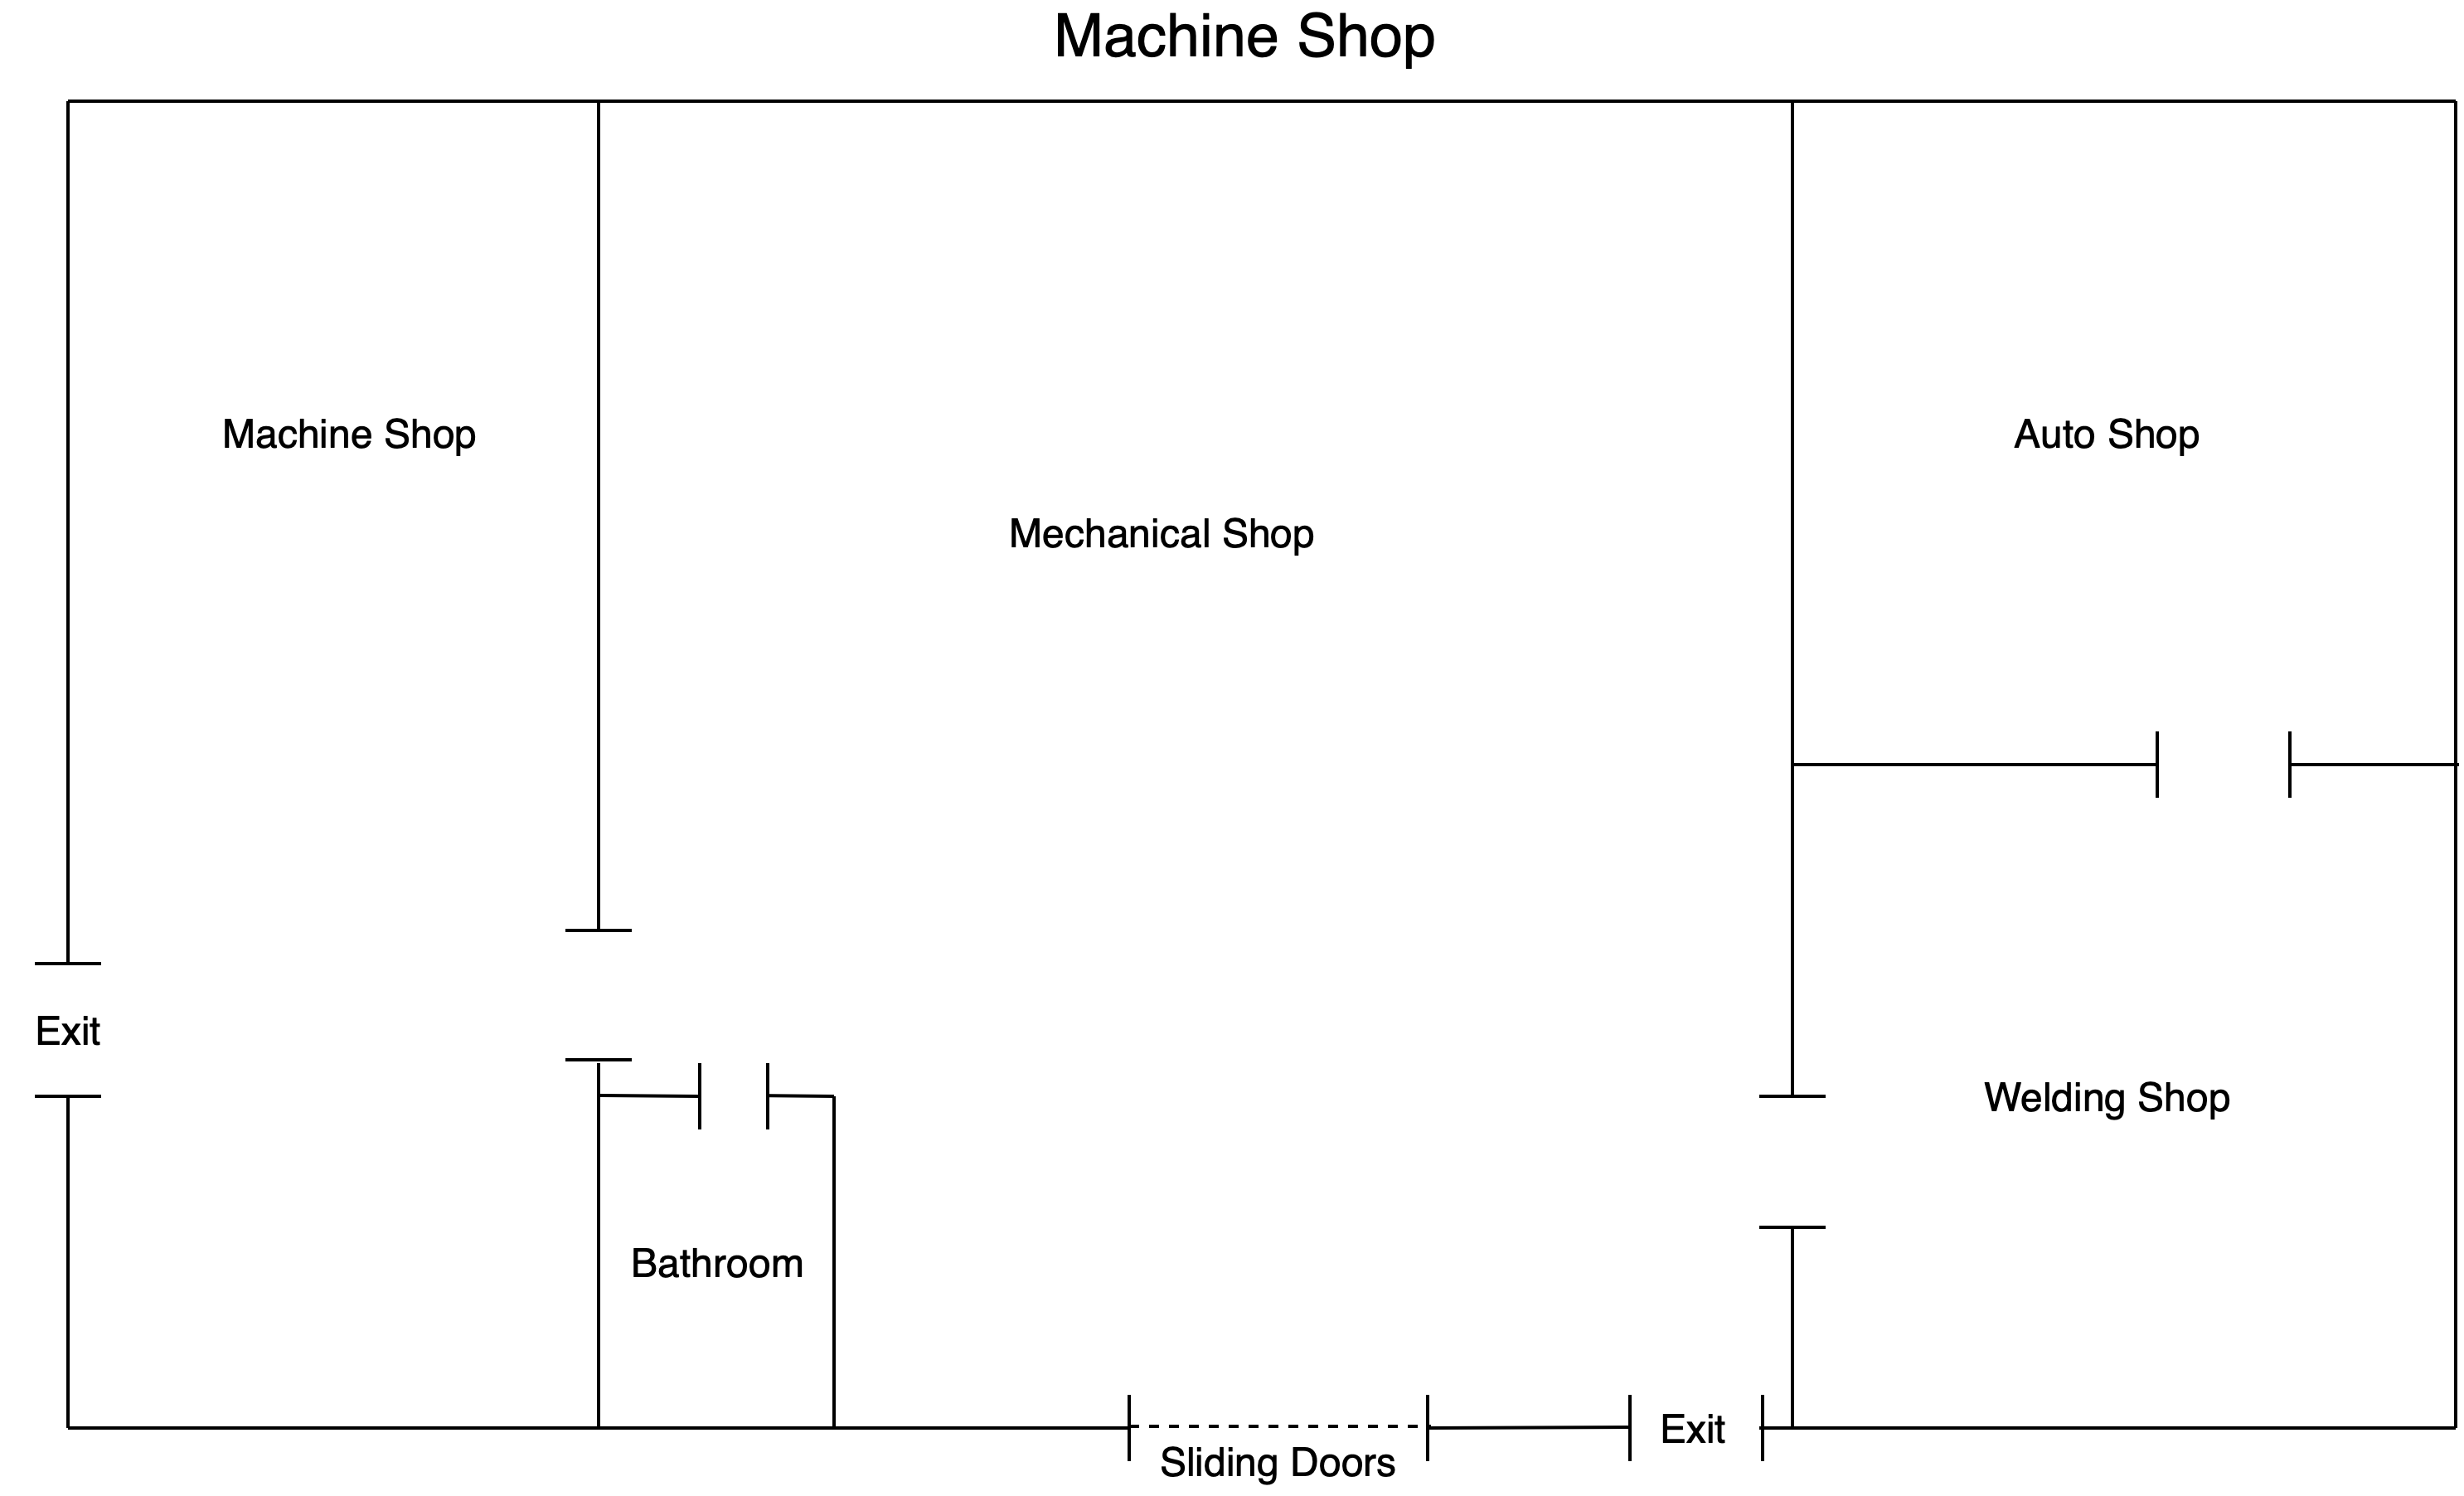 Machine Shop
Machine Shop
Auto Shop
Mechanical Shop
Exit
Welding Shop
Bathroom
Exit
Sliding Doors